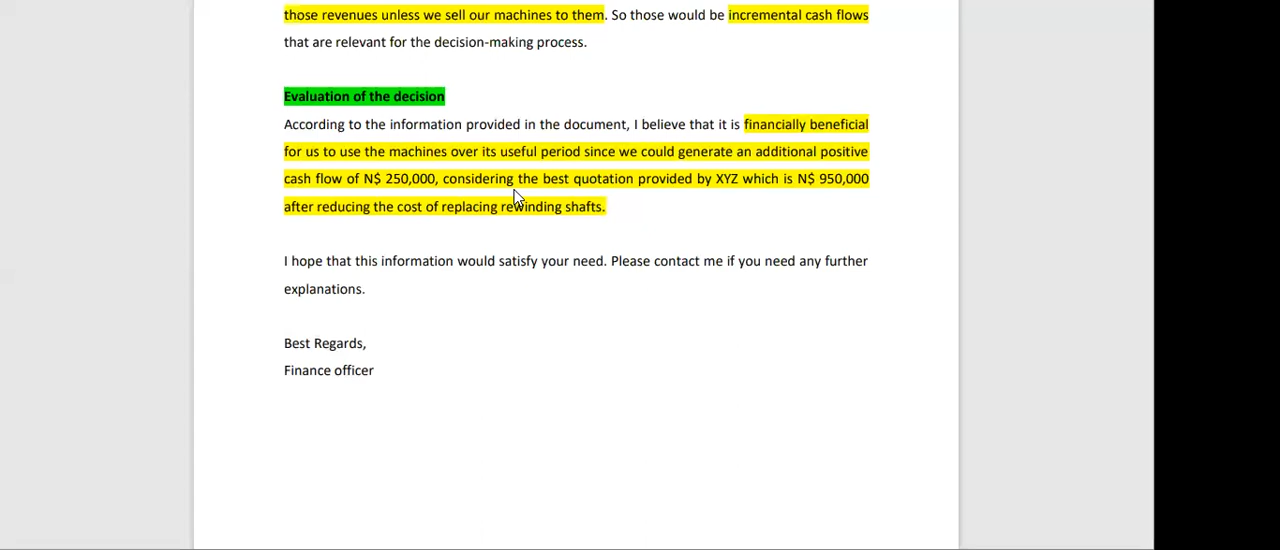 those revenues unless we sell our machines to them. So those would be incremental cash flows
that are relevant for the decision-making process.
Evaluation of the decision
According to the information provided in the document, I believe that it is financially beneficial
for us to use the machines over its useful period since we could generate an additional positive
cash flow of N$ 250,000, considering the best quotation provided by XYZ which is N$ 950,000
after reducing the cost of replacing rewinding shafts.
I hope that this information would satisfy your need. Please contact me if you need any further
explanations.
Best Regards,
Finance officer